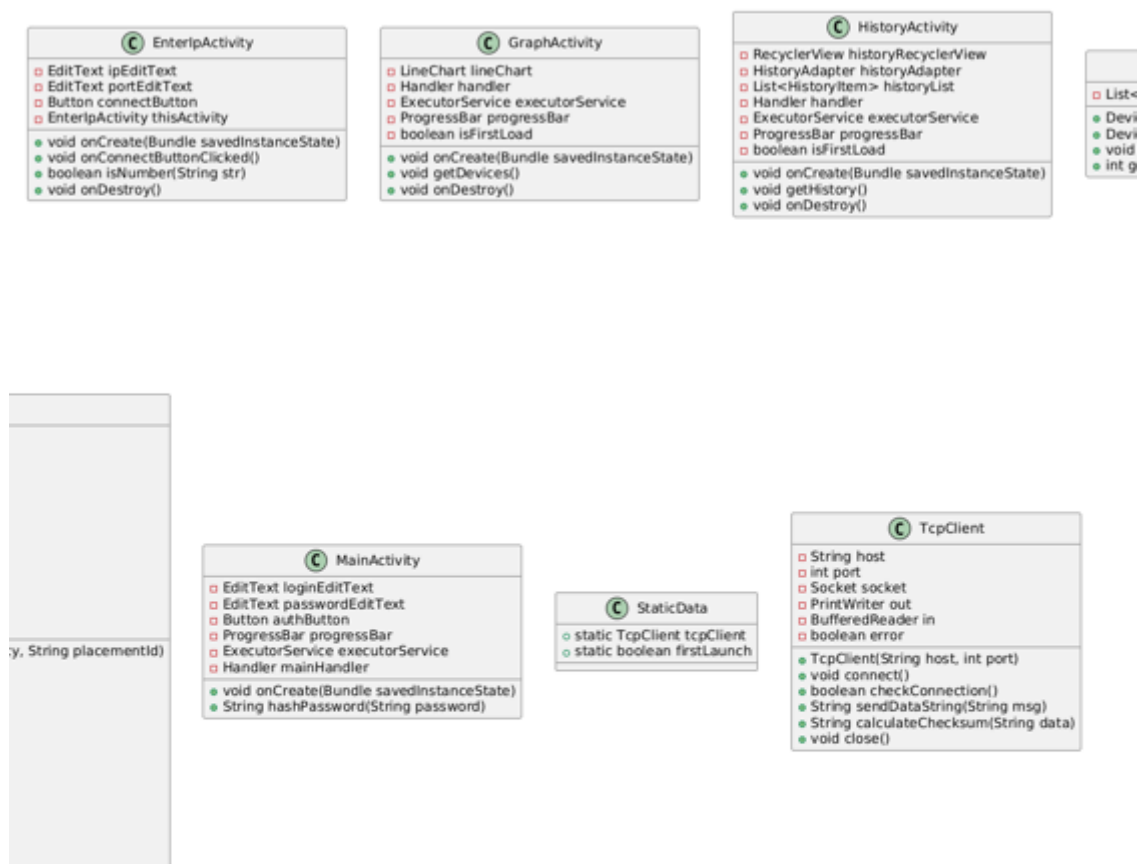 C EnterIpActivity
EditText ipEditText
EditText portEditText
Button connectButton
EnterIpActivity thisActivity
void onCreate(Bundle savedInstanceState)
void onConnectButtonClicked()
boolean isNumber(String str)
void onDestroy()
C GraphActivity
LineChart lineChart
Handler handler
ExecutorService executorService
ProgressBar progressBar
boolean isFirstLoad
void onCreate(Bundle savedInstanceState)
void getDevices()
void onDestroy()
C HistoryActivity
RecyclerView historyRecyclerView
HistoryAdapter historyAdapter
List<HistoryItem> historyList
Handler handler
ExecutorService executorService
ProgressBar progressBar
boolean isFirstLoad
void onCreate(Bundle savedInstanceState)
void getHistory()
void onDestroy()
List<
Devi
Devi
void
int g
y, String placementId)
C MainActivity
EditText loginEditText
EditText passwordEditText
Button authButton
ProgressBar progressBar
ExecutorService executorService
Handler mainHandler
void onCreate(Bundle savedInstanceState)
String hashPassword(String password)
C StaticData
static TcpClient tcpClient
static boolean firstLaunch
C TcpClient
String host
int port
Socket socket
PrintWriter out
BufferedReader in
boolean error
TcpClient(String host, int port)
void connect()
boolean checkConnection()
String sendDataString(String msg)
String calculateChecksum(String data)
void close()